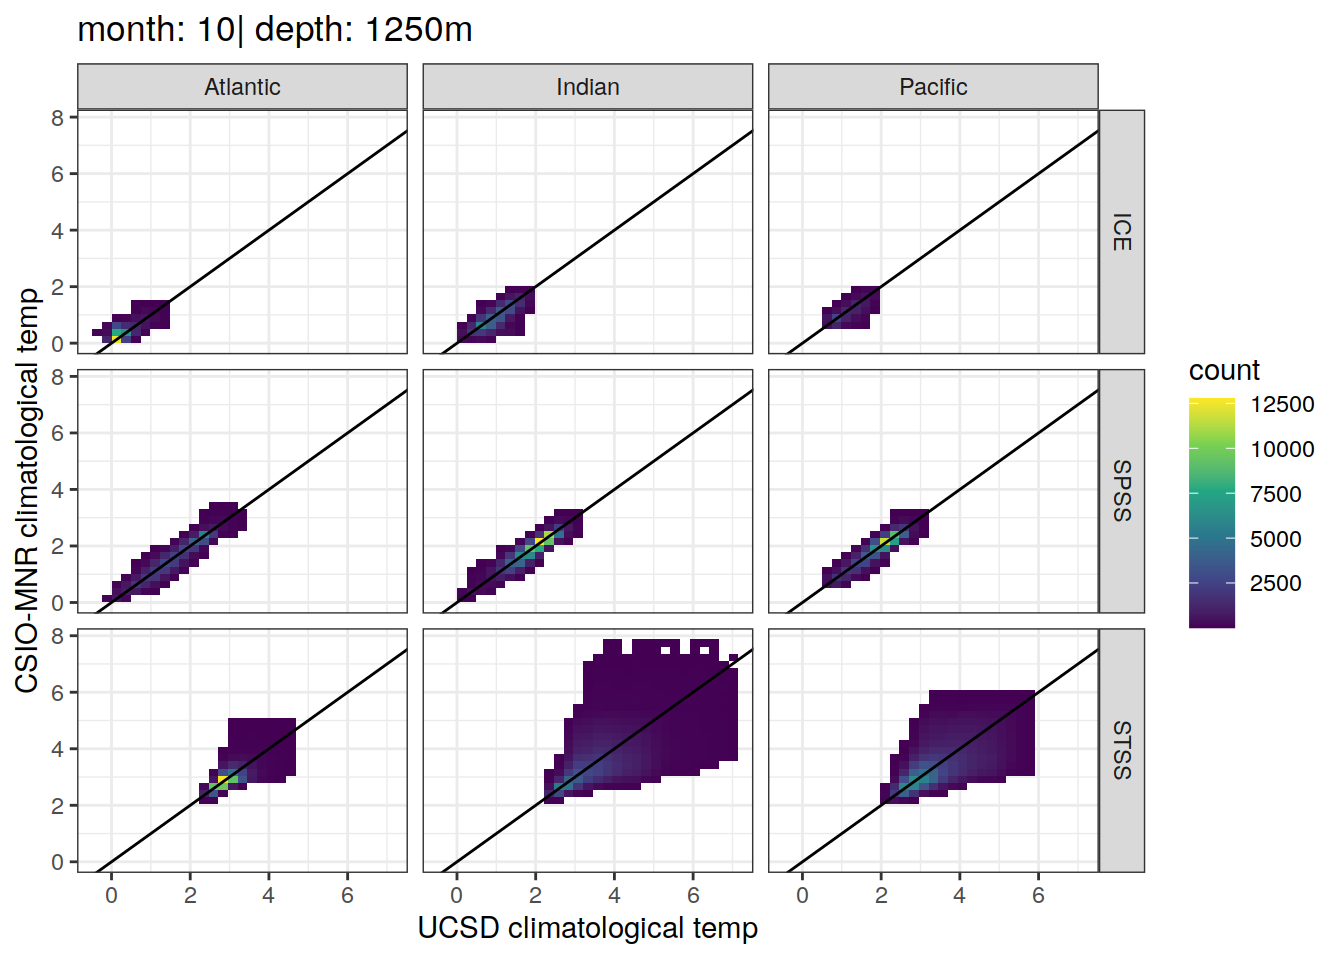 month: 10| depth: 1250m
Atlantic
Indian
Pacific
8
6
4
2
0
ICE
8
6
4
2
0
SPSS
8
6
4
2
0
STSS
0 2 4 6
0 2 4 6
0 2 4 6
UCSD climatological temp
CSIO-MNR climatological temp
count
12500
10000
7500
5000
2500